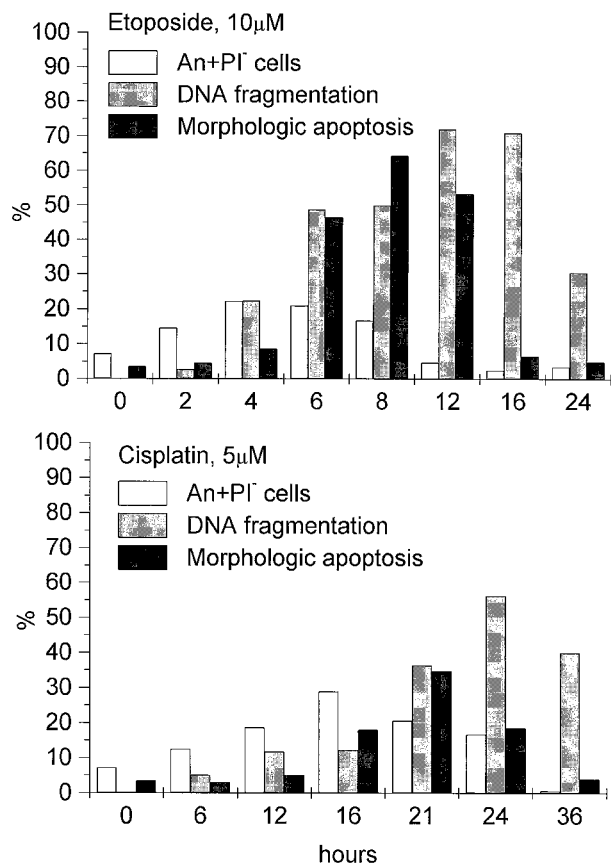 Etoposide, 10μM
An+PI⁻ cells
DNA fragmentation
Morphologic apoptosis
100
90
80
70
60
50
40
30
20
10
0
%
0 2 4 6 8 12 16 24
Cisplatin, 5μM
An+PI⁻ cells
DNA fragmentation
Morphologic apoptosis
100
90
80
70
60
50
40
30
20
10
0
%
0 6 12 16 21 24 36
hours